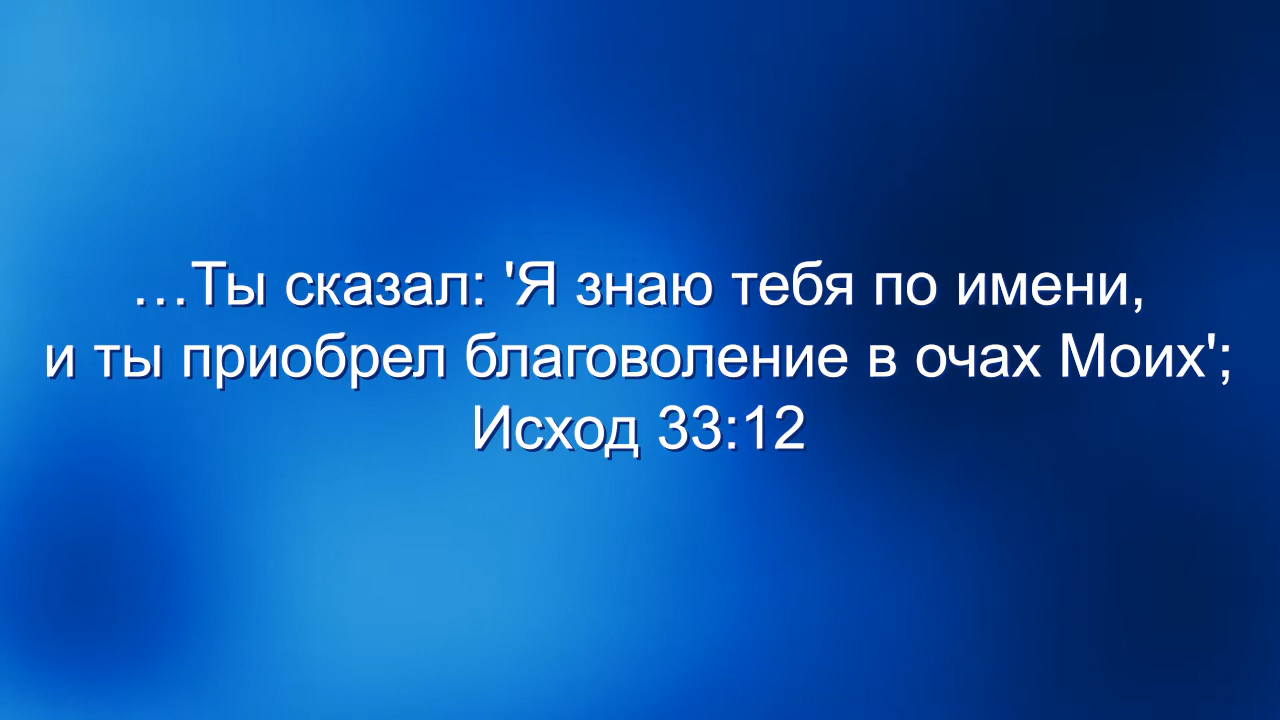 …Ты сказал: 'Я знаю тебя по имени,
и ты приобрел благоволение в очах Моих';
Исход 33:12